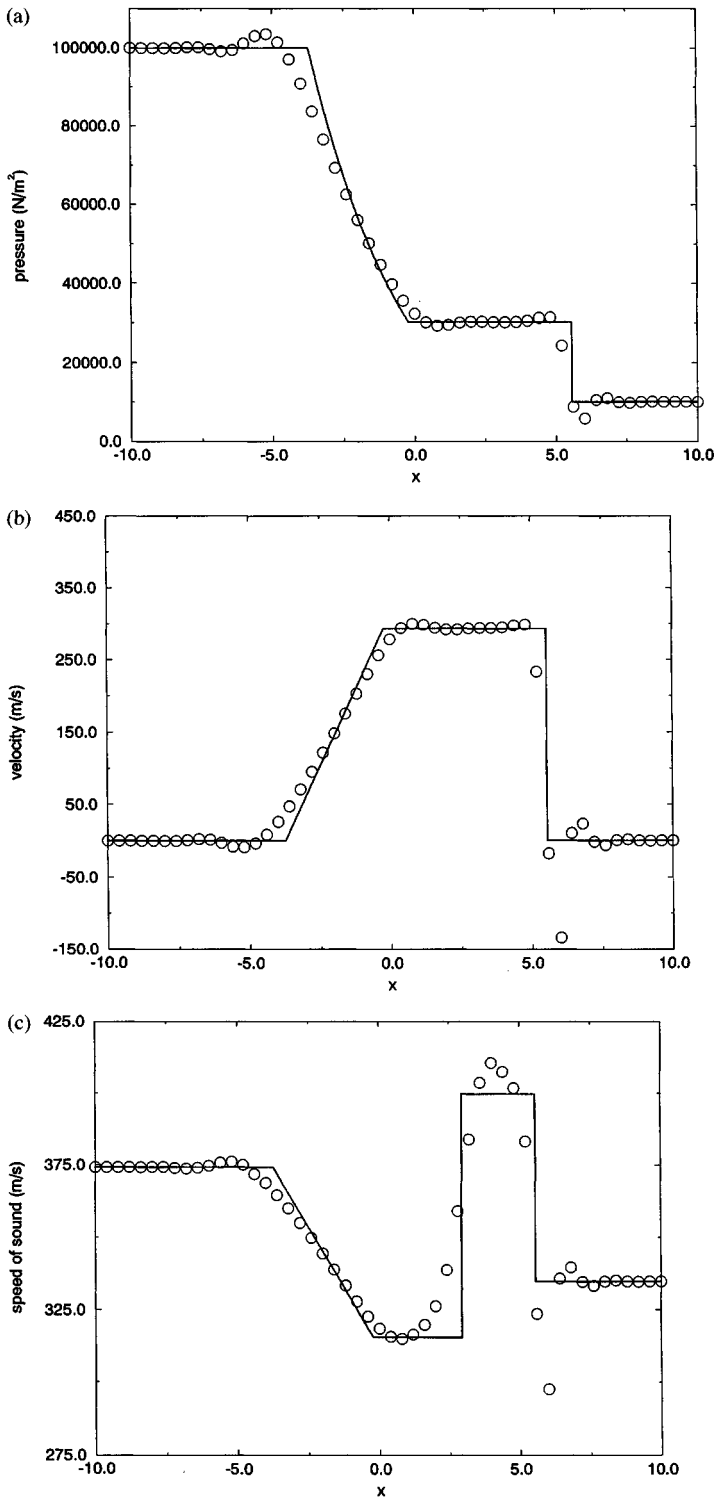 (a)
100000.0
80000.0
60000.0
40000.0
20000.0
0.0
pressure (N/m²)
-10.0 -5.0 0.0 5.0 10.0
x
(b)
450.0
350.0
250.0
150.0
50.0
-50.0
-150.0
velocity (m/s)
-10.0 -5.0 0.0 5.0 10.0
x
(c)
425.0
375.0
325.0
275.0
speed of sound (m/s)
-10.0 -5.0 0.0 5.0 10.0
x